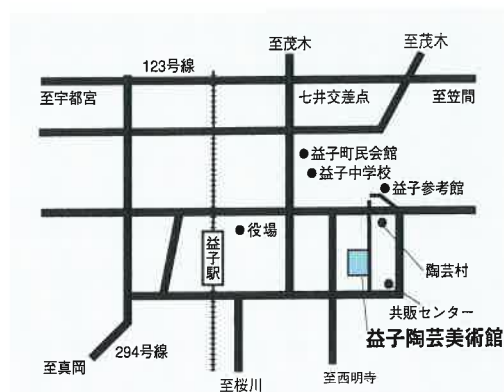 至茂木
至茂木
123号線
至宇都宮
七井交差点
至笠間
益子町民会館
益子中学校
益子参考館
役場
益子駅
陶芸村
共販センター
益子陶芸美術館
294号線
至真岡
至桜川
至西明寺